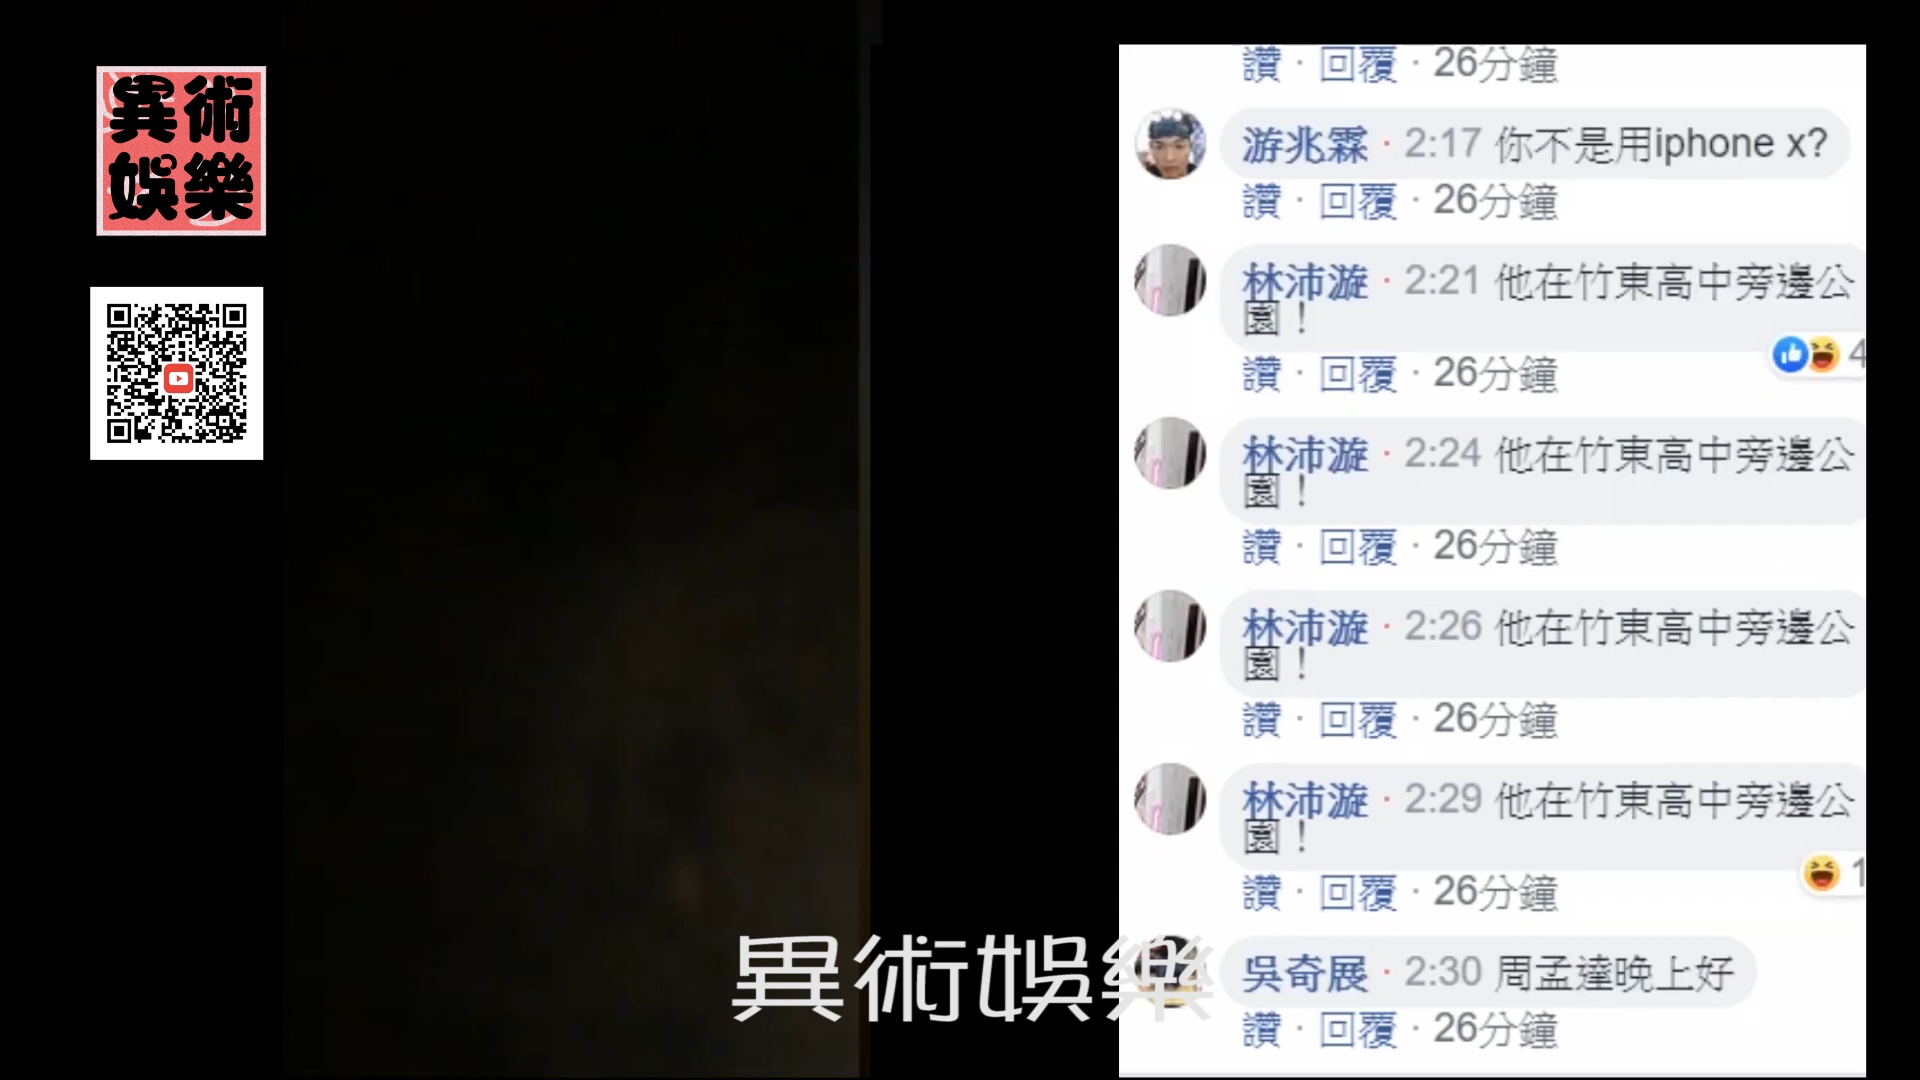 異術
娛樂
讚 · 回覆 · 26分鐘
游兆霖 · 2:17 你不是用iphone x?
讚 · 回覆 · 26分鐘
林沛漩 · 2:21 他在竹東高中旁邊公
園！
4
讚 · 回覆 · 26分鐘
林沛漩 · 2:24 他在竹東高中旁邊公
園！
讚 · 回覆 · 26分鐘
林沛漩 · 2:26 他在竹東高中旁邊公
園！
讚 · 回覆 · 26分鐘
林沛漩 · 2:29 他在竹東高中旁邊公
園！
1
讚 · 回覆 · 26分鐘
吳奇展 · 2:30 周孟達晚上好
讚 · 回覆 · 26分鐘
異術娛樂